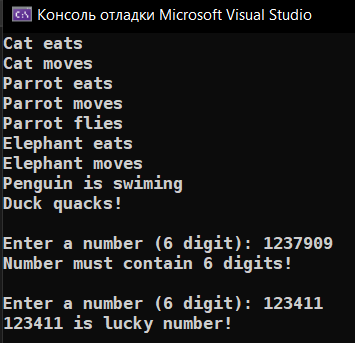 C:\ Консоль отладки Microsoft Visual Studio
Cat eats
Cat moves
Parrot eats
Parrot moves
Parrot flies
Elephant eats
Elephant moves
Penguin is swiming
Duck quacks!
Enter a number (6 digit): 1237909
Number must contain 6 digits!
Enter a number (6 digit): 123411
123411 is lucky number!